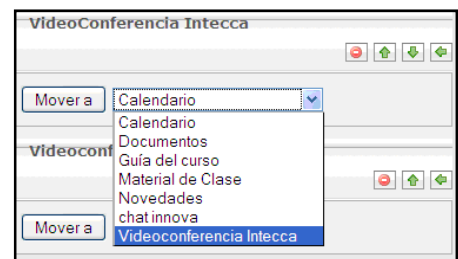 VideoConferencia Intecca
Mover a Calendario
Calendario
Documentos
Videoconf
Guía del curso
Material de Clase
Novedades
chat innova
Mover a
Videoconferencia Intecca